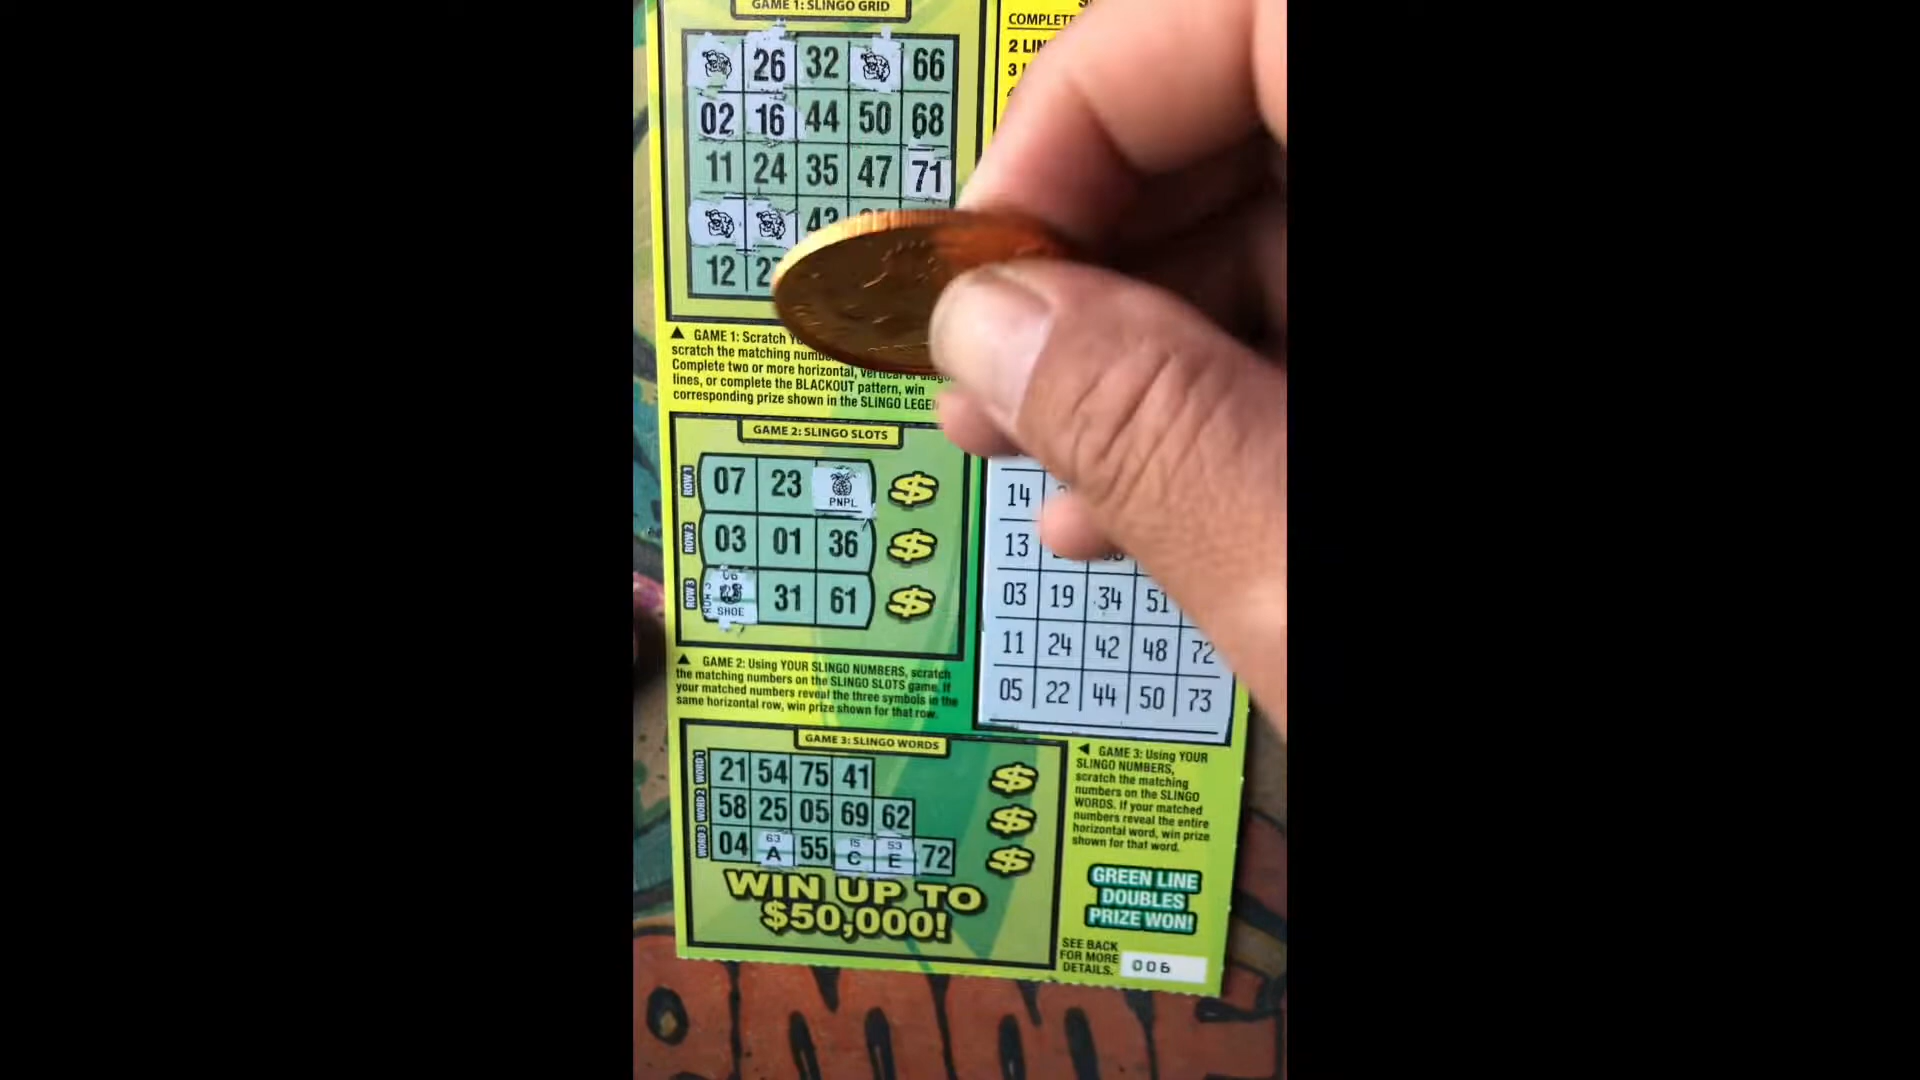 GAME 1: SLINGO GRID
COMPLETE
2
3
26 32 66
02 16 44 50 68
11 24 35 47 71
12
▲ GAME 1: Scratch
scratch the matching
Complete two or more horizontal, vertical or
lines, or complete the BLACKOUT pattern, win
corresponding prize shown in the SLINGO
GAME 2: SLINGO SLOTS
ROW 1 07 23 PNPL $
ROW 2 03 01 36 $
ROW 3 06 SHOE 31 61 $
14
13
03 19 34 51
11 24 42 48 72
05 22 44 50 73
▲ GAME 2: Using YOUR SLINGO NUMBERS, scratch
the matching numbers on the SLINGO SLOTS game. If
your matched numbers reveal the three symbols in the
same horizontal row, win prize shown for that row.
GAME 3: SLINGO WORDS
WORD 1 21 54 75 41 $
WORD 2 58 25 05 69 62 $
WORD 3 04 63 A 55 15 C 53 E 72 $
WIN UP TO
$50,000!
◄ GAME 3: Using YOUR
SLINGO NUMBERS,
scratch the matching
numbers on the SLINGO
WORDS. If your matched
numbers reveal the entire
horizontal word, win prize
shown for that word.
GREEN LINE
DOUBLES
PRIZE WON!
SEE BACK
FOR MORE
DETAILS.
006